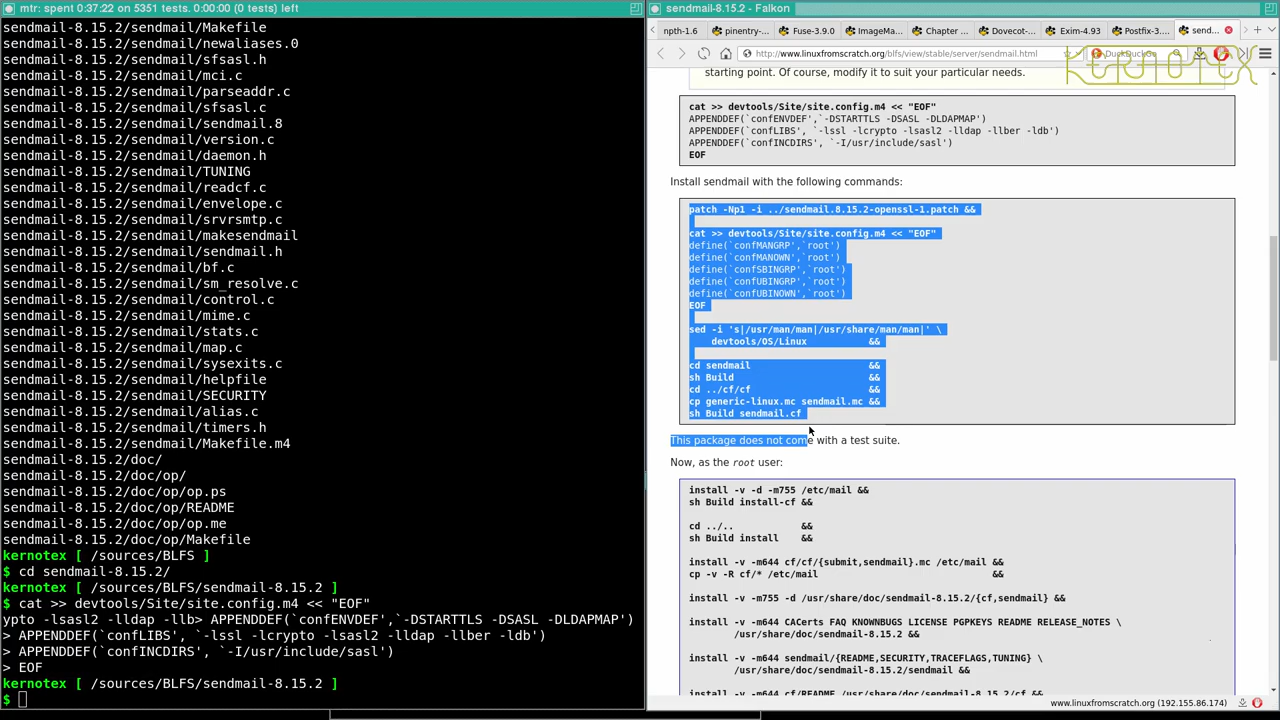 mtr: spent 0:37:22 on 5351 tests. 0:00:00 (0 tests) left
sendmail-8.15.2/sendmail/Makefile
sendmail-8.15.2/sendmail/newaliases.0
sendmail-8.15.2/sendmail/sfsasl.h
sendmail-8.15.2/sendmail/mci.c
sendmail-8.15.2/sendmail/parseaddr.c
sendmail-8.15.2/sendmail/sfsasl.c
sendmail-8.15.2/sendmail/sendmail.8
sendmail-8.15.2/sendmail/version.c
sendmail-8.15.2/sendmail/daemon.h
sendmail-8.15.2/sendmail/TUNING
sendmail-8.15.2/sendmail/readcf.c
sendmail-8.15.2/sendmail/envelope.c
sendmail-8.15.2/sendmail/srvrsmtp.c
sendmail-8.15.2/sendmail/makesendmail
sendmail-8.15.2/sendmail/sendmail.h
sendmail-8.15.2/sendmail/bf.c
sendmail-8.15.2/sendmail/sm_resolve.c
sendmail-8.15.2/sendmail/control.c
sendmail-8.15.2/sendmail/mime.c
sendmail-8.15.2/sendmail/stats.c
sendmail-8.15.2/sendmail/map.c
sendmail-8.15.2/sendmail/sysexits.c
sendmail-8.15.2/sendmail/helpfile
sendmail-8.15.2/sendmail/SECURITY
sendmail-8.15.2/sendmail/alias.c
sendmail-8.15.2/sendmail/timers.h
sendmail-8.15.2/sendmail/Makefile.m4
sendmail-8.15.2/doc/
sendmail-8.15.2/doc/op/
sendmail-8.15.2/doc/op/op.ps
sendmail-8.15.2/doc/op/README
sendmail-8.15.2/doc/op/op.me
sendmail-8.15.2/doc/op/Makefile
kernotex [ /sources/BLFS ]
$ cd sendmail-8.15.2/
kernotex [ /sources/BLFS/sendmail-8.15.2 ]
$ cat >> devtools/Site/site.config.m4 << "EOF"
ypto -lsasl2 -lldap -llb> APPENDDEF(`confENVDEF',`-DSTARTTLS -DSASL -DLDAPMAP')
> APPENDDEF(`confLIBS', `-lssl -lcrypto -lsasl2 -lldap -llber -ldb')
> APPENDDEF(`confINCDIRS', `-I/usr/include/sasl')
> EOF
kernotex [ /sources/BLFS/sendmail-8.15.2 ]
$
sendmail-8.15.2 - Falkon
npth-1.6
pinentry-...
Fuse-3.9.0
ImageMa...
Chapter ...
Dovecot-...
Exim-4.93
Postfix-3....
send...
http://www.linuxfromscratch.org/blfs/view/stable/server/sendmail.html
DuckDuckGo
KERNOTEX
starting point. Of course, modify it to suit your particular needs.
cat >> devtools/Site/site.config.m4 << "EOF"
APPENDDEF(`confENVDEF',`-DSTARTTLS -DSASL -DLDAPMAP')
APPENDDEF(`confLIBS', `-lssl -lcrypto -lsasl2 -lldap -llber -ldb')
APPENDDEF(`confINCDIRS', `-I/usr/include/sasl')
EOF
Install sendmail with the following commands:
patch -Np1 -i ../sendmail.8.15.2-openssl-1.patch &&
cat >> devtools/Site/site.config.m4 << "EOF"
define(`confMANGRP',`root')
define(`confMANOWN',`root')
define(`confSBINGRP',`root')
define(`confUBINGRP',`root')
define(`confUBINOWN',`root')
EOF
sed -i 's|/usr/man/man|/usr/share/man/man|' \
devtools/OS/Linux &&
cd sendmail &&
sh Build &&
cd ../cf/cf &&
cp generic-linux.mc sendmail.mc &&
sh Build sendmail.cf
This package does not come with a test suite.
Now, as the root user:
install -v -d -m755 /etc/mail &&
sh Build install-cf &&
cd ../.. &&
sh Build install &&
install -v -m644 cf/cf/{submit,sendmail}.mc /etc/mail &&
cp -v -R cf/* /etc/mail &&
install -v -m755 -d /usr/share/doc/sendmail-8.15.2/{cf,sendmail} &&
install -v -m644 CACerts FAQ KNOWNBUGS LICENSE PGPKEYS README RELEASE_NOTES \
/usr/share/doc/sendmail-8.15.2 &&
install -v -m644 sendmail/{README,SECURITY,TRACEFLAGS,TUNING} \
/usr/share/doc/sendmail-8.15.2/sendmail &&
install -v -m644 cf/README /usr/share/doc/sendmail-8.15.2/cf &&
www.linuxfromscratch.org (192.155.86.174)